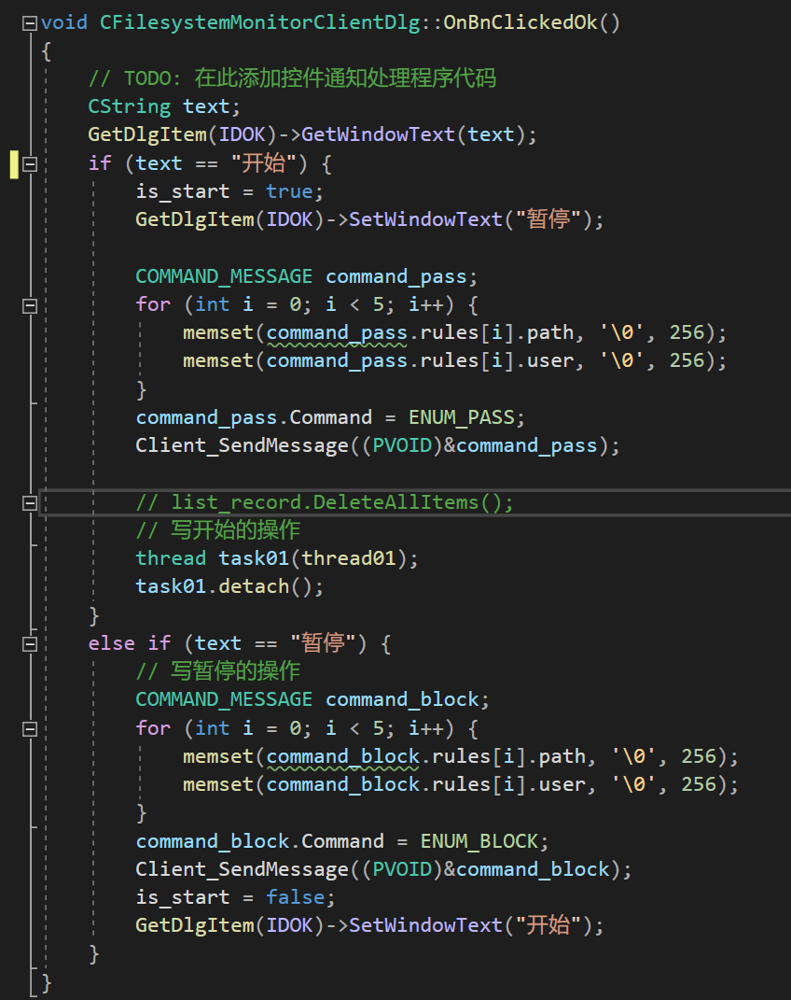 void CFilesystemMonitorClientDlg::OnBnClickedOk()
{
    // TODO: 在此添加控件通知处理程序代码
    CString text;
    GetDlgItem(IDOK)->GetWindowText(text);
    if (text == "开始") {
        is_start = true;
        GetDlgItem(IDOK)->SetWindowText("暂停");

        COMMAND_MESSAGE command_pass;
        for (int i = 0; i < 5; i++) {
            memset(command_pass.rules[i].path, '\0', 256);
            memset(command_pass.rules[i].user, '\0', 256);
        }
        command_pass.Command = ENUM_PASS;
        Client_SendMessage((PVOID)&command_pass);

        // list_record.DeleteAllItems();
        // 写开始的操作
        thread task01(thread01);
        task01.detach();
    }
    else if (text == "暂停") {
        // 写暂停的操作
        COMMAND_MESSAGE command_block;
        for (int i = 0; i < 5; i++) {
            memset(command_block.rules[i].path, '\0', 256);
            memset(command_block.rules[i].user, '\0', 256);
        }
        command_block.Command = ENUM_BLOCK;
        Client_SendMessage((PVOID)&command_block);
        is_start = false;
        GetDlgItem(IDOK)->SetWindowText("开始");
    }
}